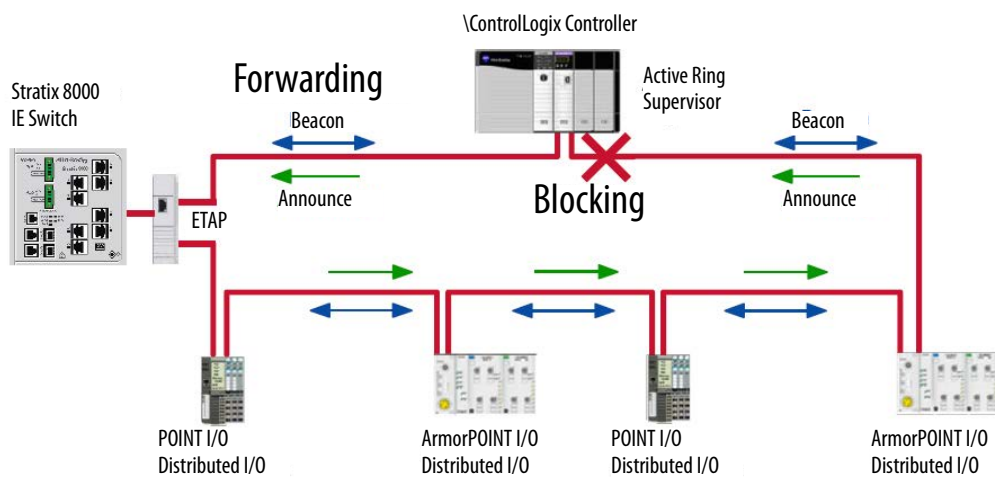 \ControlLogix Controller
Stratix 8000
IE Switch
Forwarding
Active Ring
Supervisor
Beacon
Beacon
Announce
Blocking
Announce
ETAP
POINT I/O
Distributed I/O
ArmorPOINT I/O
Distributed I/O
POINT I/O
Distributed I/O
ArmorPOINT I/O
Distributed I/O